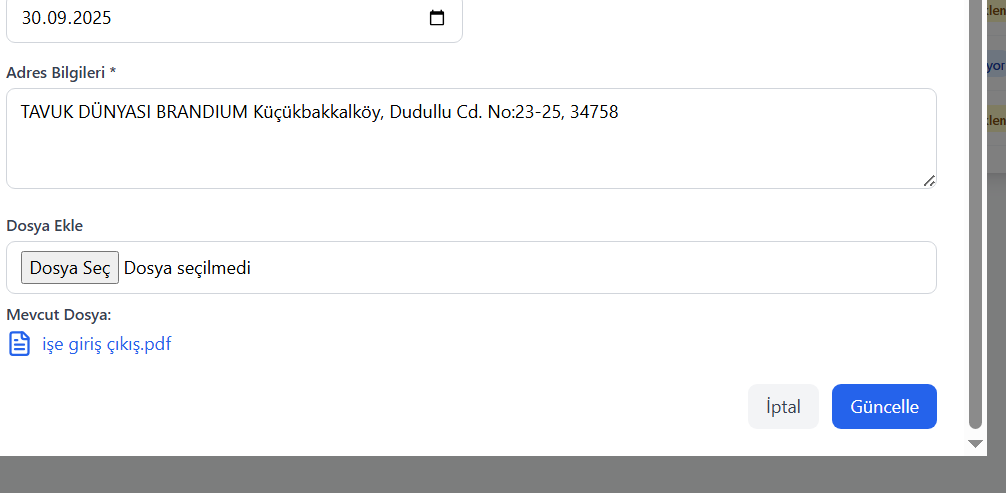 30.09.2025
Adres Bilgileri *
TAVUK DÜNYASI BRANDIUM Küçükbakkalköy, Dudullu Cd. No:23-25, 34758
Dosya Ekle
Dosya Seç Dosya seçilmedi
Mevcut Dosya:
işe giriş çıkış.pdf
İptal Güncelle